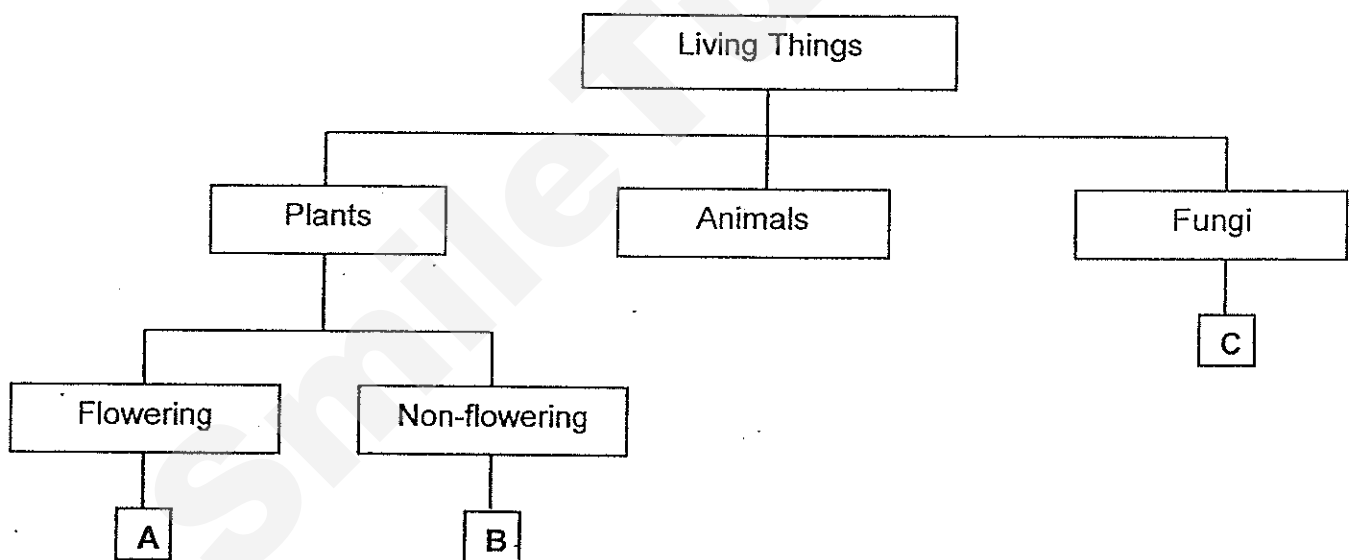 Living Things
Plants
Animals
Fungi
C
Flowering
Non-flowering
A
B